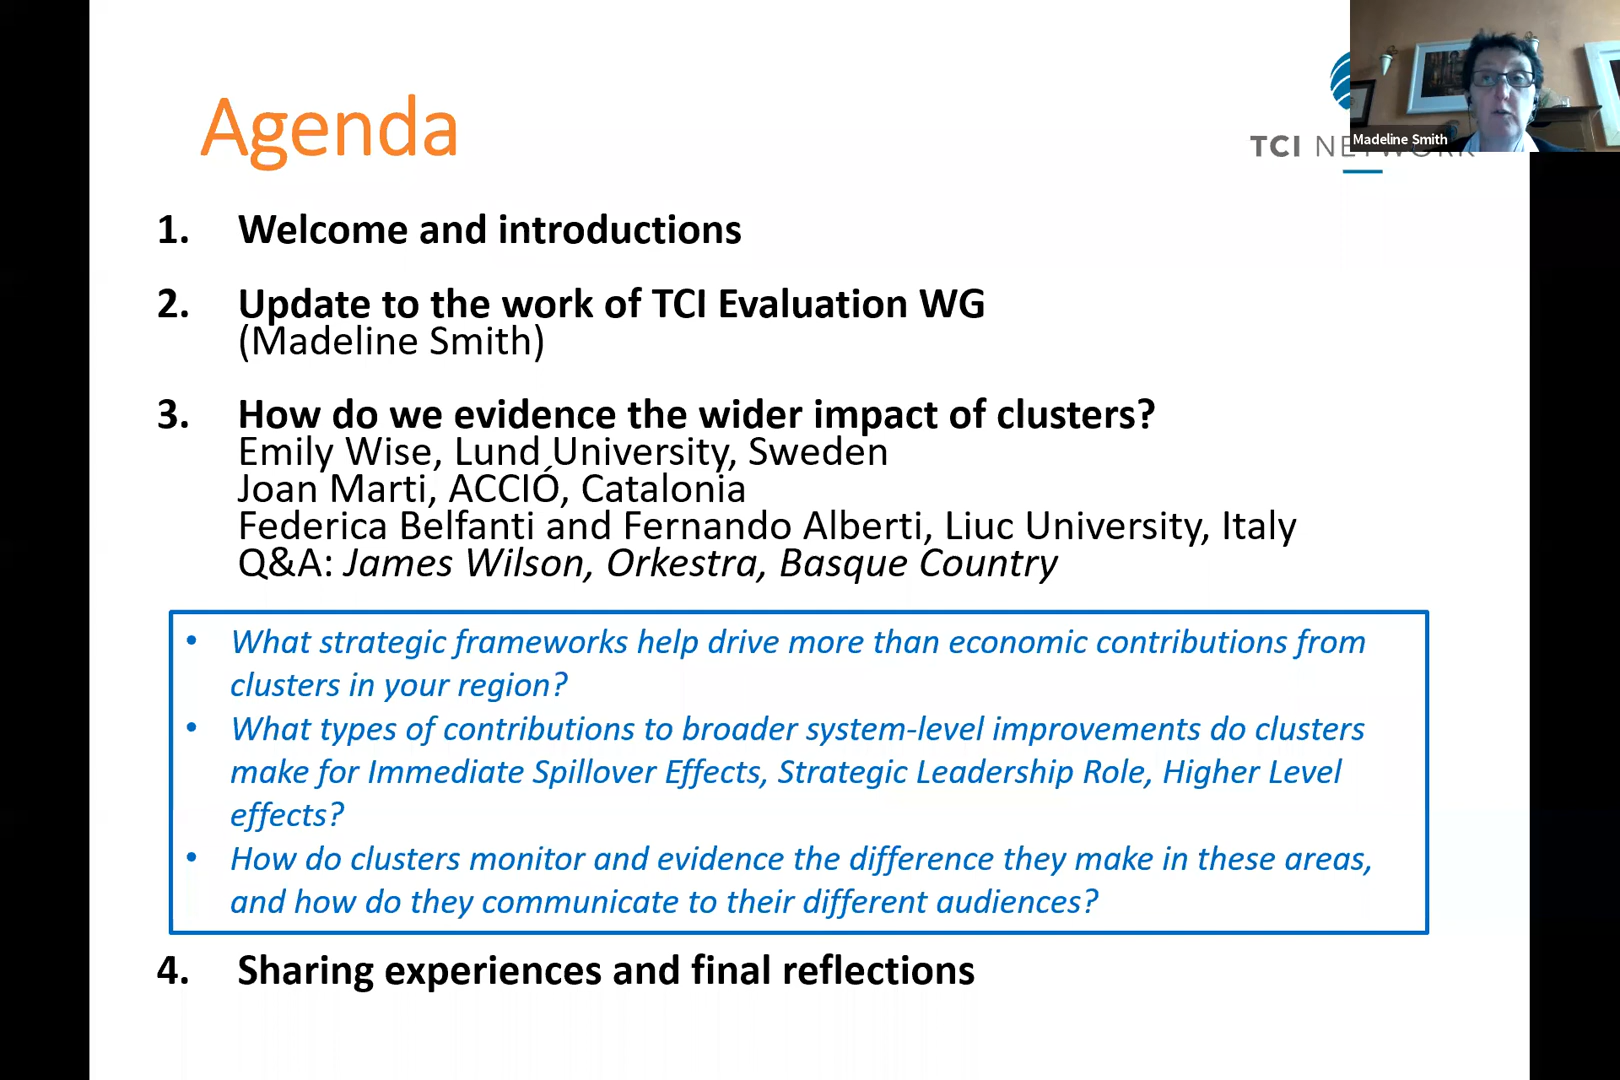 Agenda
TCI NETWORK
Madeline Smith
1. Welcome and introductions
2. Update to the work of TCI Evaluation WG
(Madeline Smith)
3. How do we evidence the wider impact of clusters?
Emily Wise, Lund University, Sweden
Joan Marti, ACCIÓ, Catalonia
Federica Belfanti and Fernando Alberti, Liuc University, Italy
Q&A: James Wilson, Orkestra, Basque Country
• What strategic frameworks help drive more than economic contributions from
clusters in your region?
• What types of contributions to broader system-level improvements do clusters
make for Immediate Spillover Effects, Strategic Leadership Role, Higher Level
effects?
• How do clusters monitor and evidence the difference they make in these areas,
and how do they communicate to their different audiences?
4. Sharing experiences and final reflections